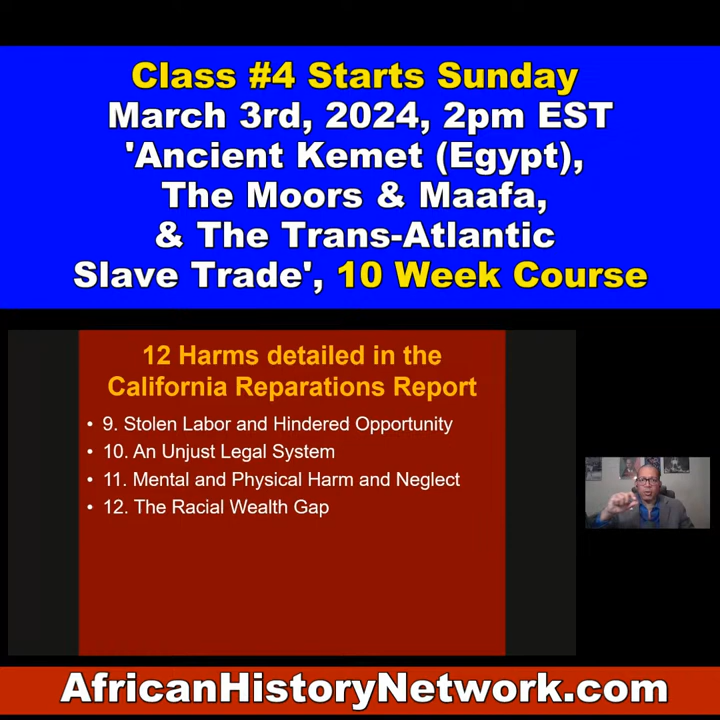 Class #4 Starts Sunday
March 3rd, 2024, 2pm EST
'Ancient Kemet (Egypt),
The Moors & Maafa,
& The Trans-Atlantic
Slave Trade', 10 Week Course
12 Harms detailed in the
California Reparations Report
• 9. Stolen Labor and Hindered Opportunity
• 10. An Unjust Legal System
• 11. Mental and Physical Harm and Neglect
• 12. The Racial Wealth Gap
AfricanHistoryNetwork.com